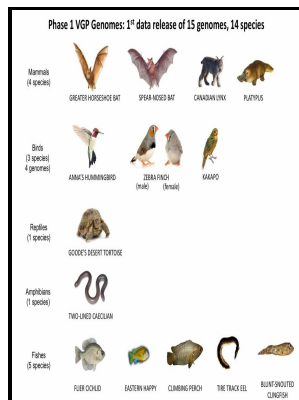 Phase 1 VGP Genomes: 1st data release of 15 genomes, 14 species
Mammals
(4 species)
GREATER HORSESHOE BAT
SPEAR-NOSED BAT
CANADIAN LYNX
PLATYPUS
Birds
(3 species)
4 genomes)
ANNA'S HUMMINGBIRD
ZEBRA FINCH
(male)
(female)
KAKAPO
Reptiles
(1 species)
GOODE'S DESERT TORTOISE
Amphibians
(1 species)
TWO-LINED CAECILIAN
Fishes
(5 species)
FLIER CICHLID
EASTERN HAPPY
CLIMBING PERCH
TIRE TRACK EEL
BLUNT-SNOUTED
CLINGFISH